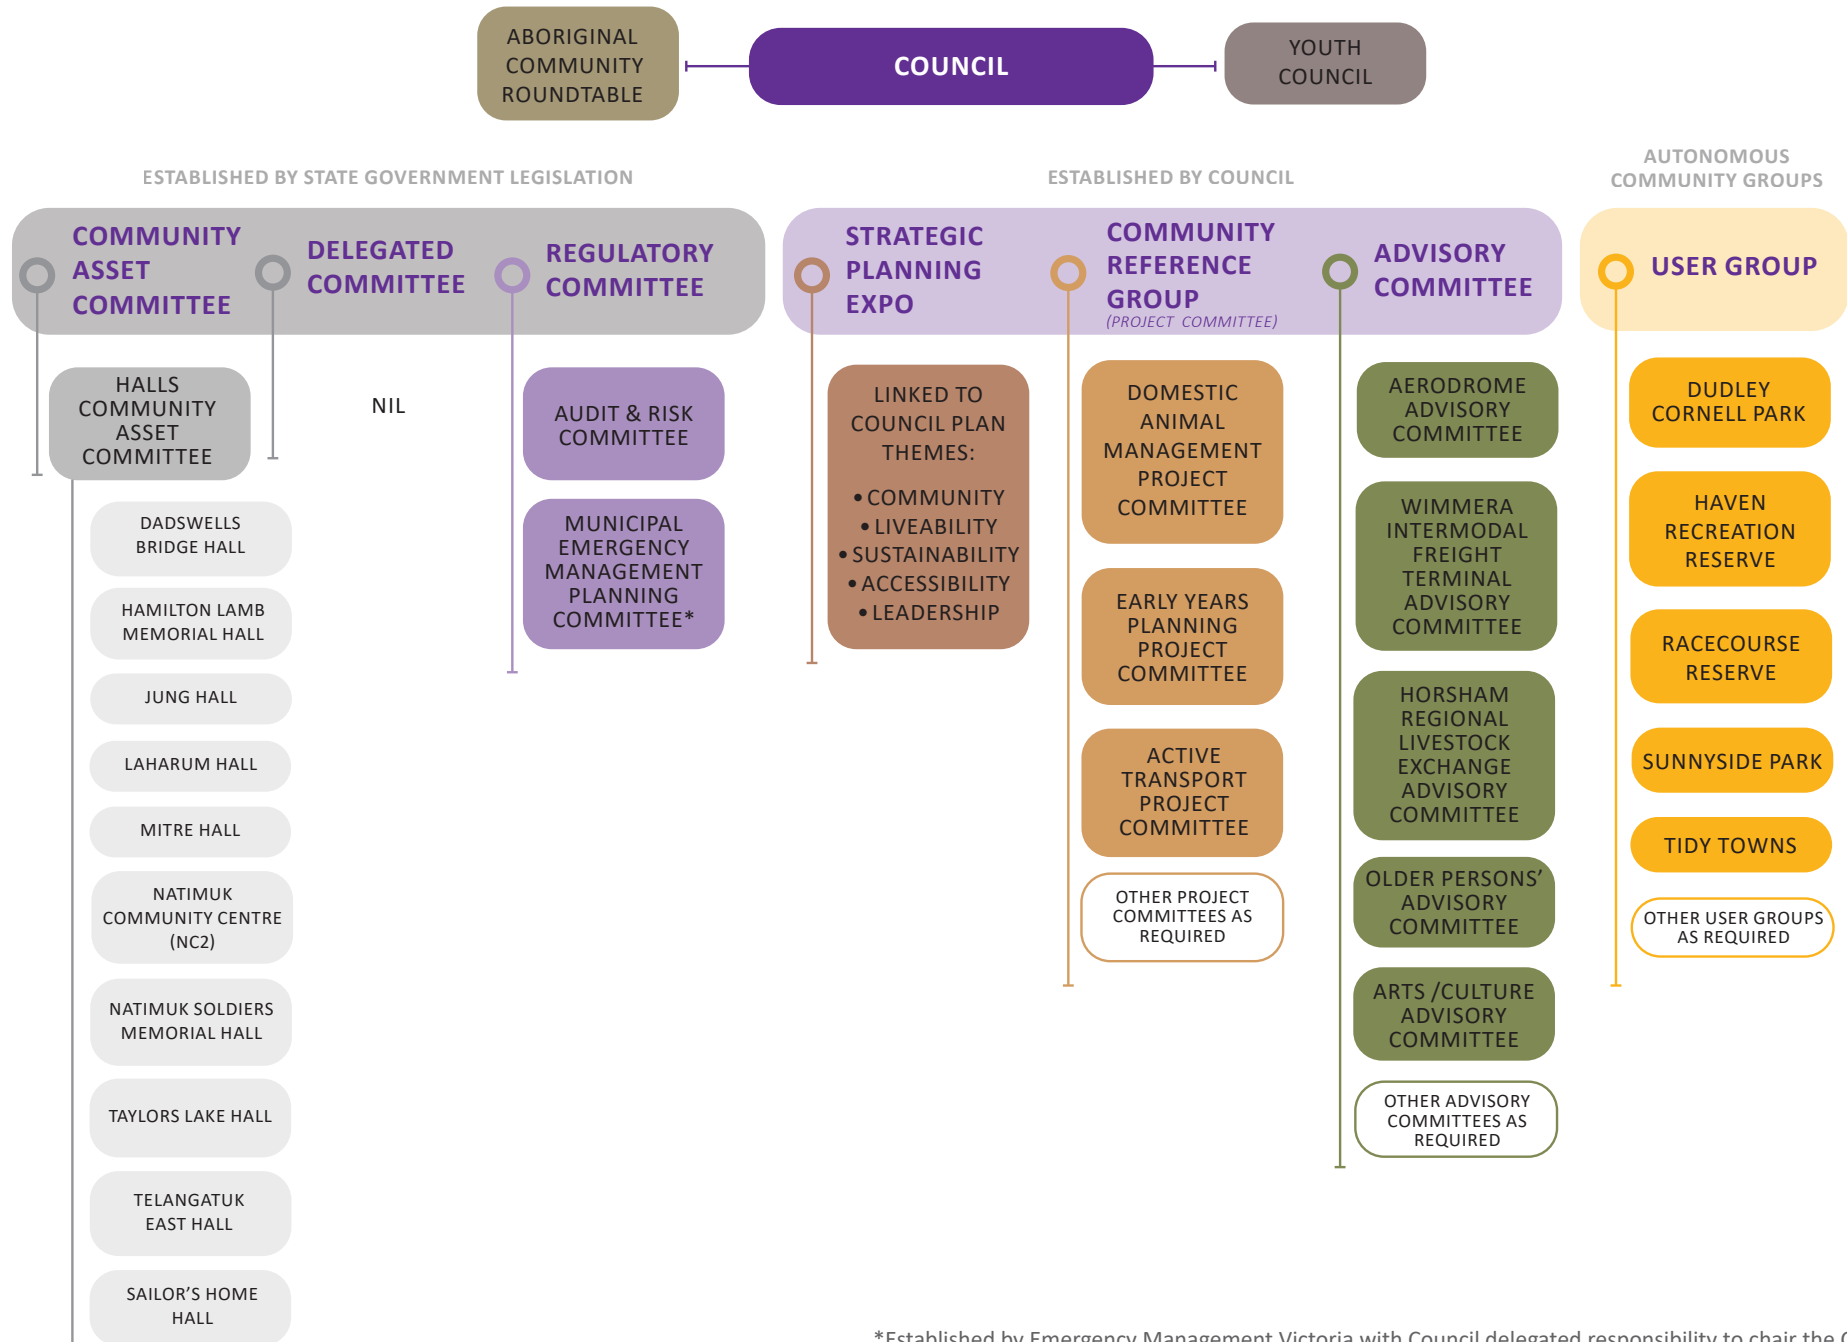 ABORIGINAL
COMMUNITY
ROUNDTABLE
COUNCIL
YOUTH
COUNCIL
ESTABLISHED BY STATE GOVERNMENT LEGISLATION
ESTABLISHED BY COUNCIL
AUTONOMOUS
COMMUNITY GROUPS
COMMUNITY
ASSET
COMMITTEE
DELEGATED
COMMITTEE
REGULATORY
COMMITTEE
STRATEGIC
PLANNING
EXPO
COMMUNITY
REFERENCE
GROUP
(PROJECT COMMITTEE)
ADVISORY
COMMITTEE
USER GROUP
HALLS
COMMUNITY
ASSET
COMMITTEE
DADSWELLS
BRIDGE HALL
HAMILTON LAMB
MEMORIAL HALL
JUNG HALL
LAHARUM HALL
MITRE HALL
NATIMUK
COMMUNITY CENTRE
(NC2)
NATIMUK SOLDIERS
MEMORIAL HALL
TAYLORS LAKE HALL
TELANGATUK
EAST HALL
SAILOR’S HOME
HALL
NIL
AUDIT & RISK
COMMITTEE
MUNICIPAL
EMERGENCY
MANAGEMENT
PLANNING
COMMITTEE*
LINKED TO
COUNCIL PLAN
THEMES:
• COMMUNITY
• LIVEABILITY
• SUSTAINABILITY
• ACCESSIBILITY
• LEADERSHIP
DOMESTIC
ANIMAL
MANAGEMENT
PROJECT
COMMITTEE
EARLY YEARS
PLANNING
PROJECT
COMMITTEE
ACTIVE
TRANSPORT
PROJECT
COMMITTEE
OTHER PROJECT
COMMITTEES AS
REQUIRED
AERODROME
ADVISORY
COMMITTEE
WIMMERA
INTERMODAL
FREIGHT
TERMINAL
ADVISORY
COMMITTEE
HORSHAM
REGIONAL
LIVESTOCK
EXCHANGE
ADVISORY
COMMITTEE
OLDER PERSONS’
ADVISORY
COMMITTEE
ARTS /CULTURE
ADVISORY
COMMITTEE
OTHER ADVISORY
COMMITTEES AS
REQUIRED
DUDLEY
CORNELL PARK
HAVEN
RECREATION
RESERVE
RACECOURSE
RESERVE
SUNNYSIDE PARK
TIDY TOWNS
OTHER USER GROUPS
AS REQUIRED
*Established by Emergency Management Victoria with Council delegated responsibility to chair the